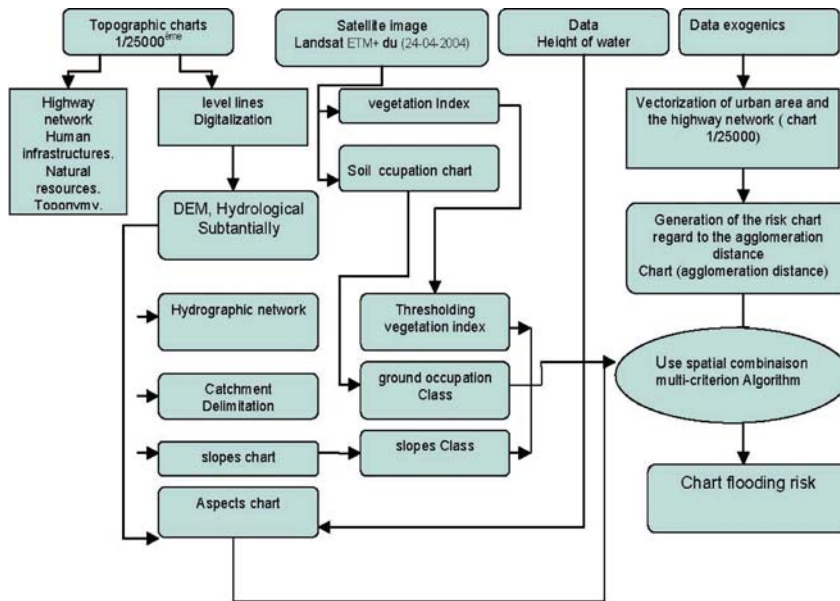 Topographic charts
1/25000ème
Satellite image
Landsat ETM+ du (24-04-2004)
Data
Height of water
Data exogenics
Highway
network
Human
infrastructures.
Natural
resources.
Toponymy.
level lines
Digitalization
vegetation Index
Soil ccupation chart
Vectorization of urban area and
the highway network ( chart
1/25000)
DEM, Hydrological
Subtantially
Generation of the risk chart
regard to the agglomeration
distance
Chart (agglomeration distance)
Hydrographic network
Thresholding
vegetation index
Catchment
Delimitation
ground occupation
Class
Use spatial combinaison
multi-criterion Algorithm
slopes chart
slopes Class
Aspects chart
Chart flooding risk